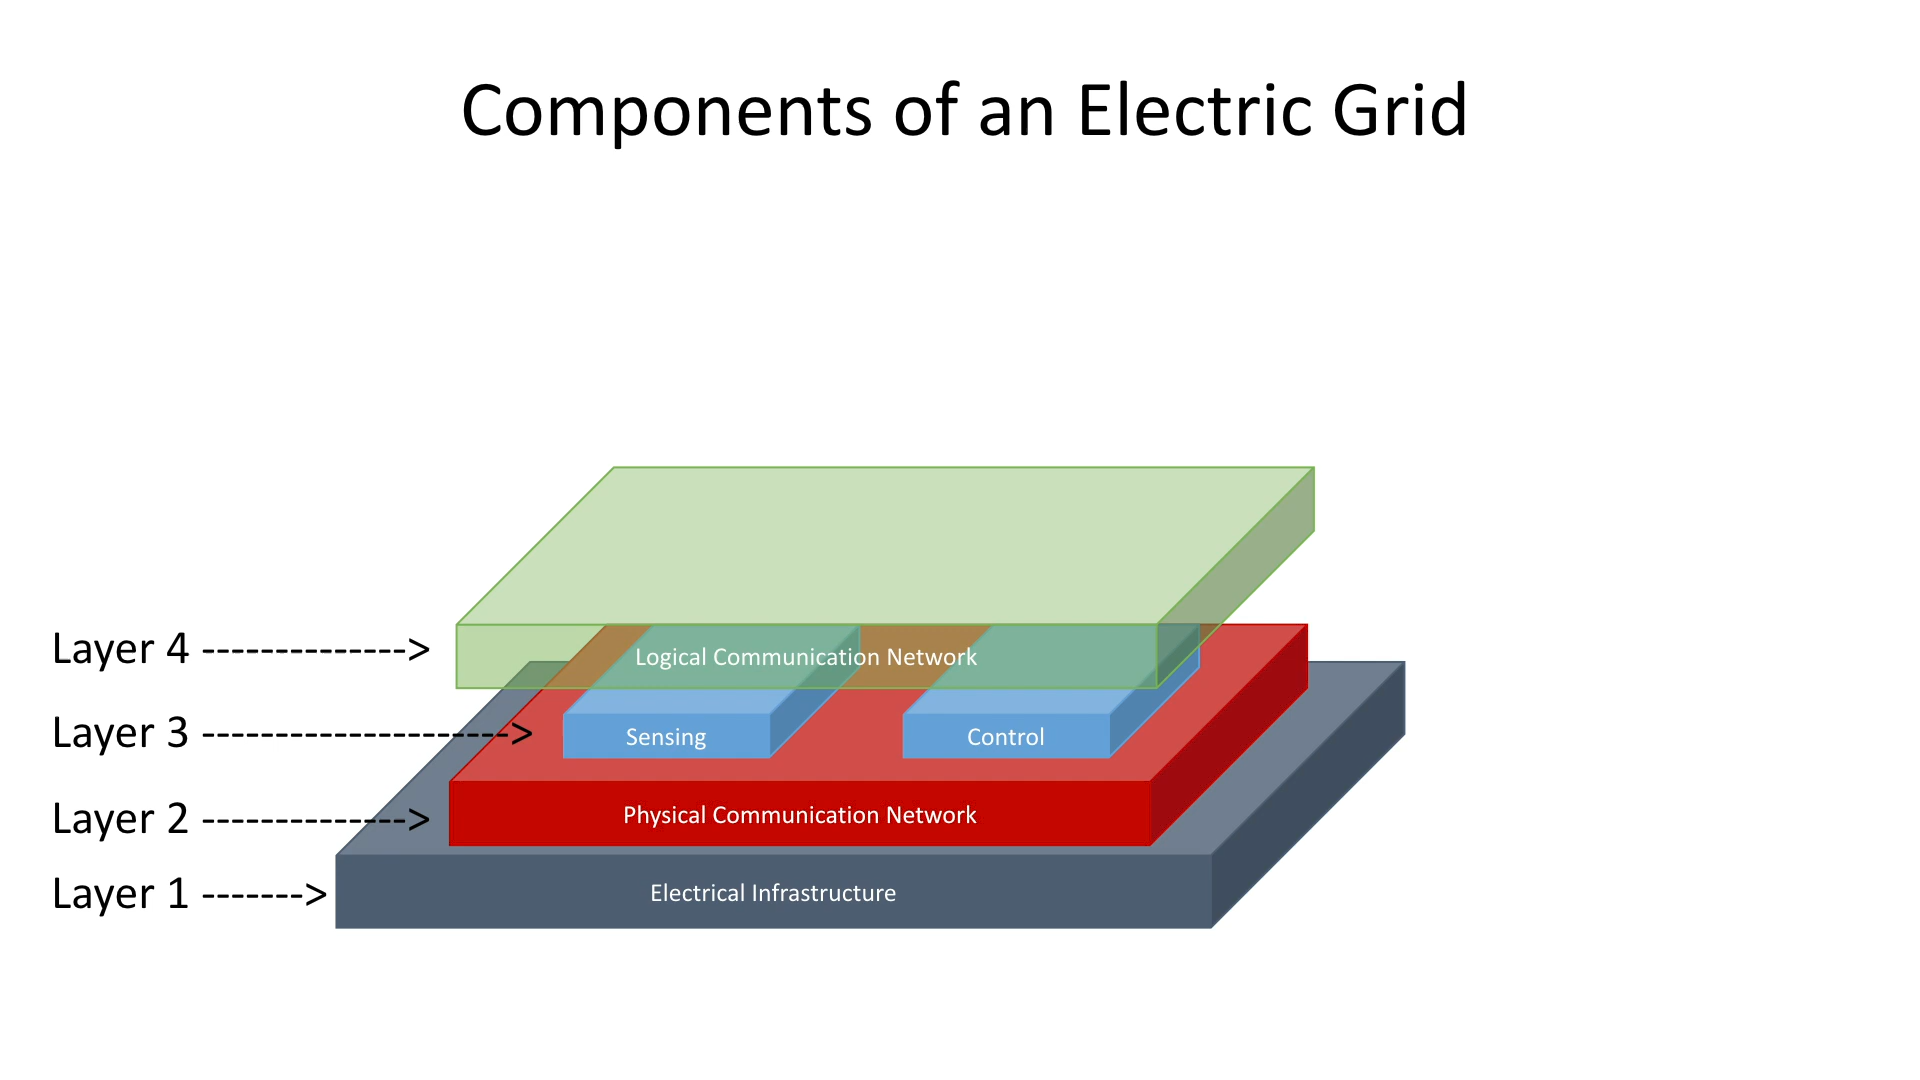 Components of an Electric Grid
Layer 4 -------------->
Logical Communication Network
Layer 3 --------------------->
Sensing
Control
Layer 2 -------------->
Physical Communication Network
Layer 1 ------->
Electrical Infrastructure